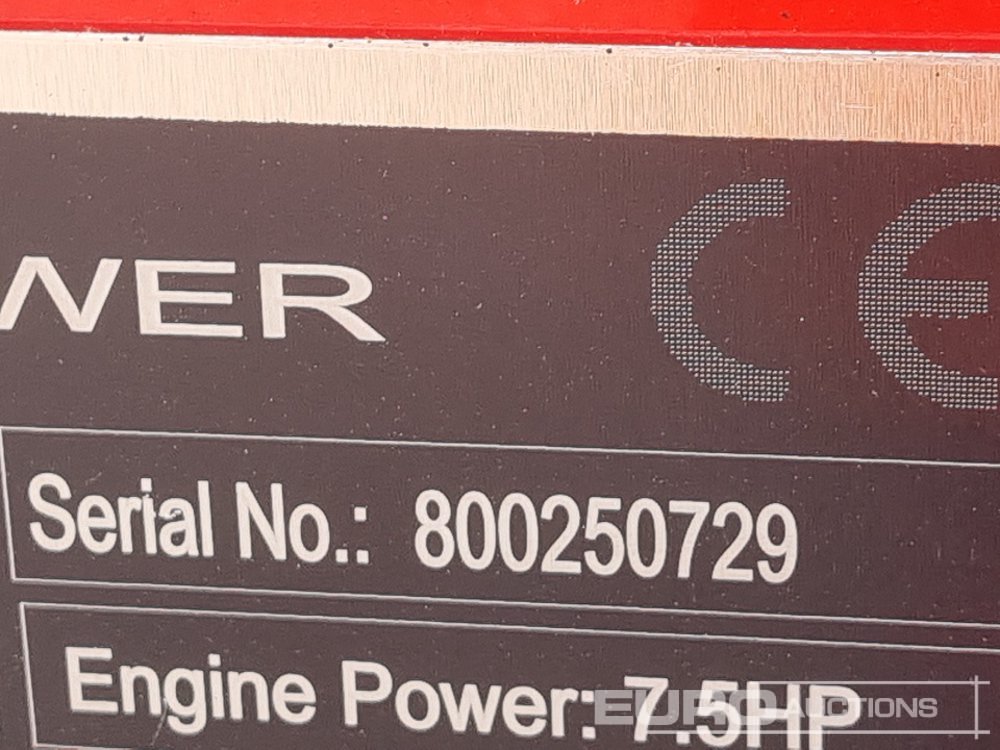 WER CE
Serial No.: 800250729
Engine Power: 7.5HP
EURO AUCTIONS